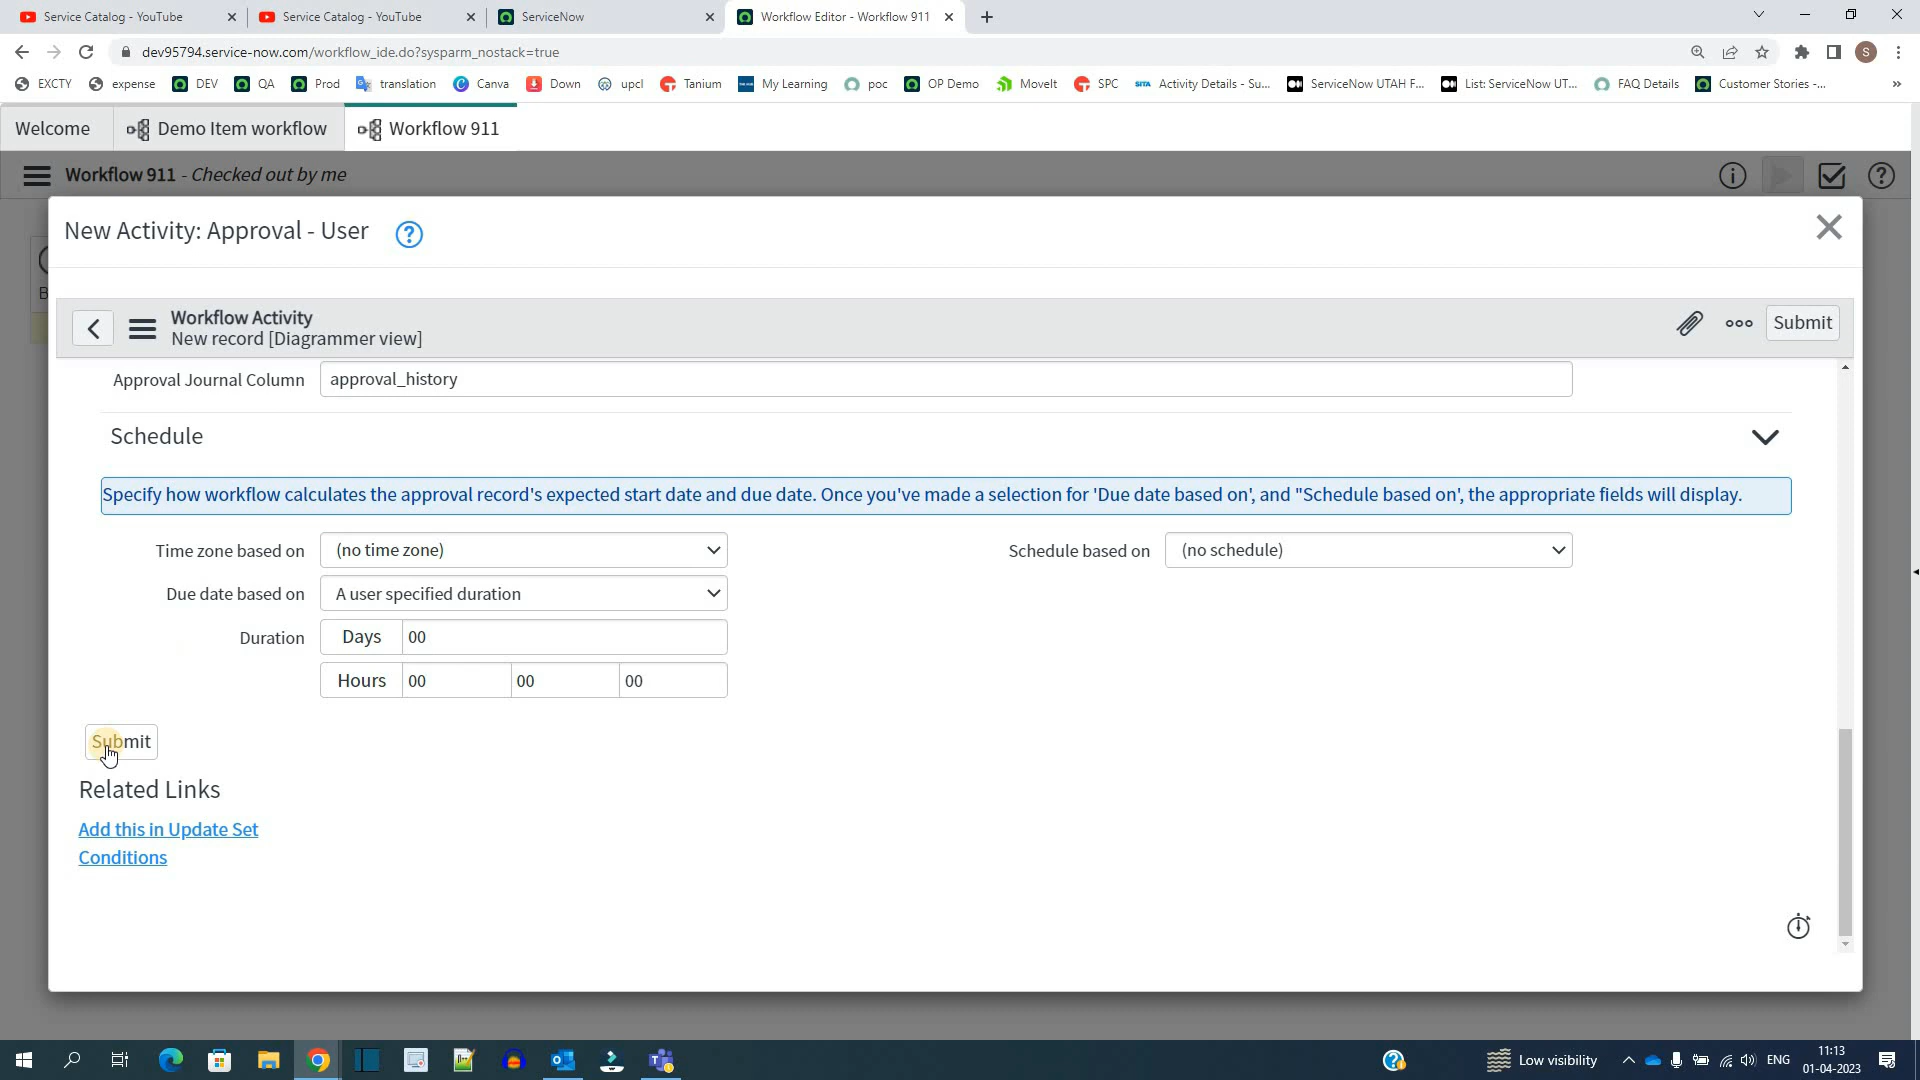 Service Catalog - YouTube
Service Catalog - YouTube
ServiceNow
Workflow Editor - Workflow 911
dev95794.service-now.com/workflow_ide.do?sysparm_nostack=true
S
EXCTY
expense
DEV
QA
Prod
translation
Canva
Down
upcl
Tanium
My Learning
poc
OP Demo
MoveIt
SPC
SITA
Activity Details - Su...
ServiceNow UTAH F...
List: ServiceNow UT...
FAQ Details
Customer Stories -...
Welcome
Demo Item workflow
Workflow 911
Workflow 911 - Checked out by me
New Activity: Approval - User
Workflow Activity
New record [Diagrammer view]
Submit
Approval Journal Column
approval_history
Schedule
Specify how workflow calculates the approval record's expected start date and due date. Once you've made a selection for 'Due date based on', and "Schedule based on', the appropriate fields will display.
Time zone based on
(no time zone)
Schedule based on
(no schedule)
Due date based on
A user specified duration
Duration
Days
00
Hours
00
00
00
Submit
Related Links
Add this in Update Set
Conditions
Low visibility
ENG
11:13
01-04-2023